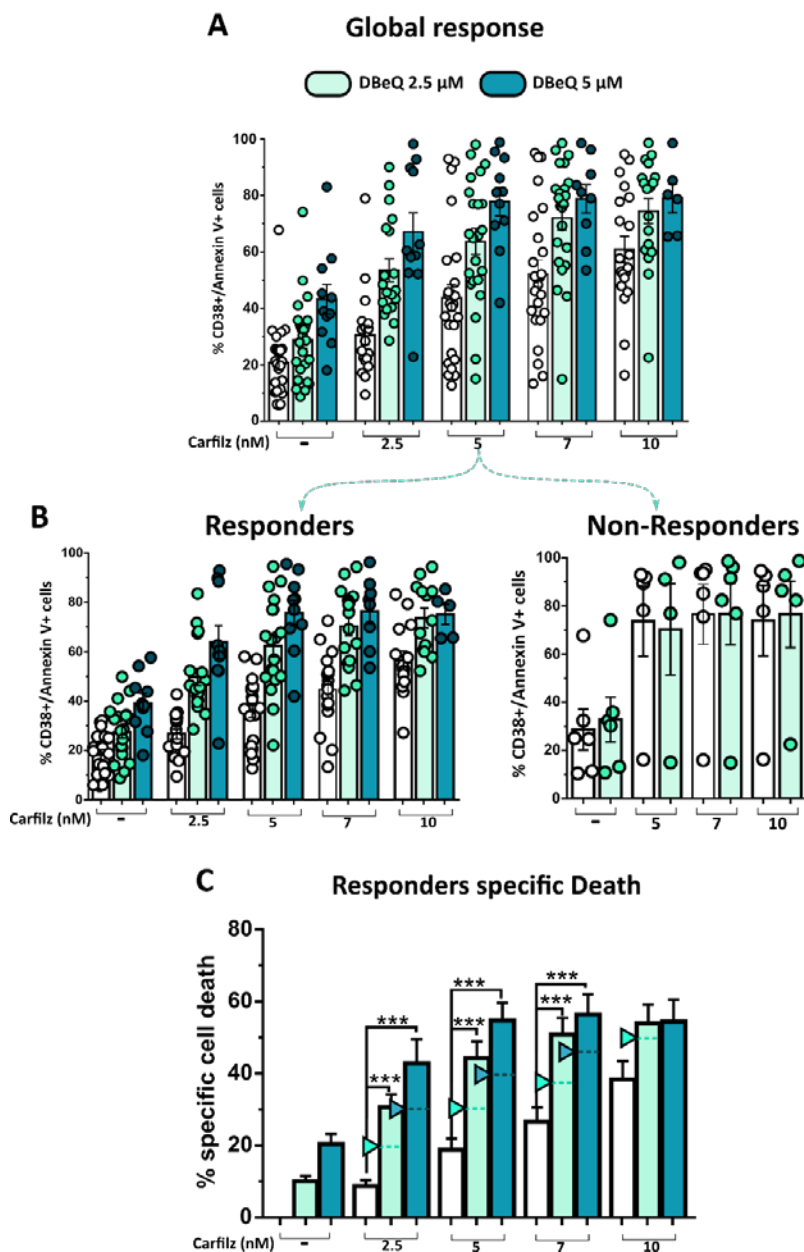 A Global response
DBeQ 2.5 µM DBeQ 5 µM
% CD38+/Annexin V+ cells
100
80
60
40
20
0
Carfilz (nM) - 2.5 5 7 10
B Responders Non-Responders
% CD38+/Annexin V+ cells
100
80
60
40
20
0
Carfilz (nM) - 2.5 5 7 10
% CD38+/Annexin V+ cells
100
80
60
40
20
0
- 5 7 10
C Responders specific Death
% specific cell death
80
60
40
20
0
*** *** ***
*** *** ***
Carfilz (nM) - 2.5 5 7 10